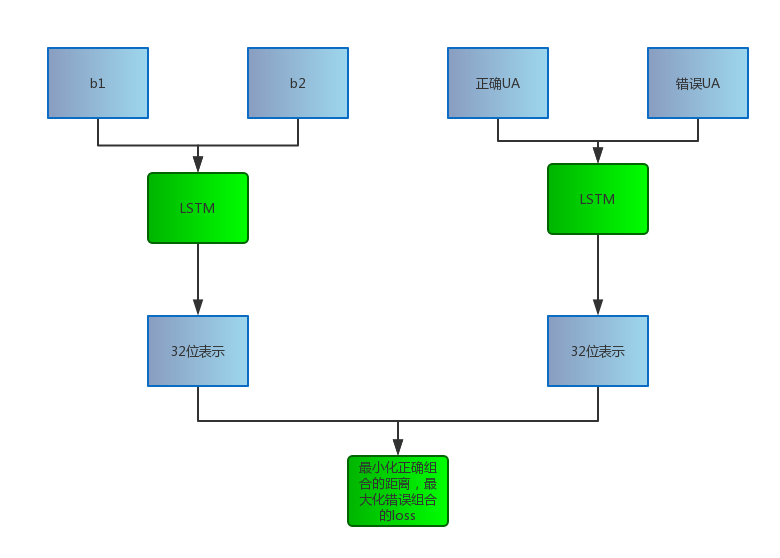 b1
b2
正确UA
错误UA
LSTM
LSTM
32位表示
32位表示
最小化正确组
合的距离，最
大化错误组合
的loss